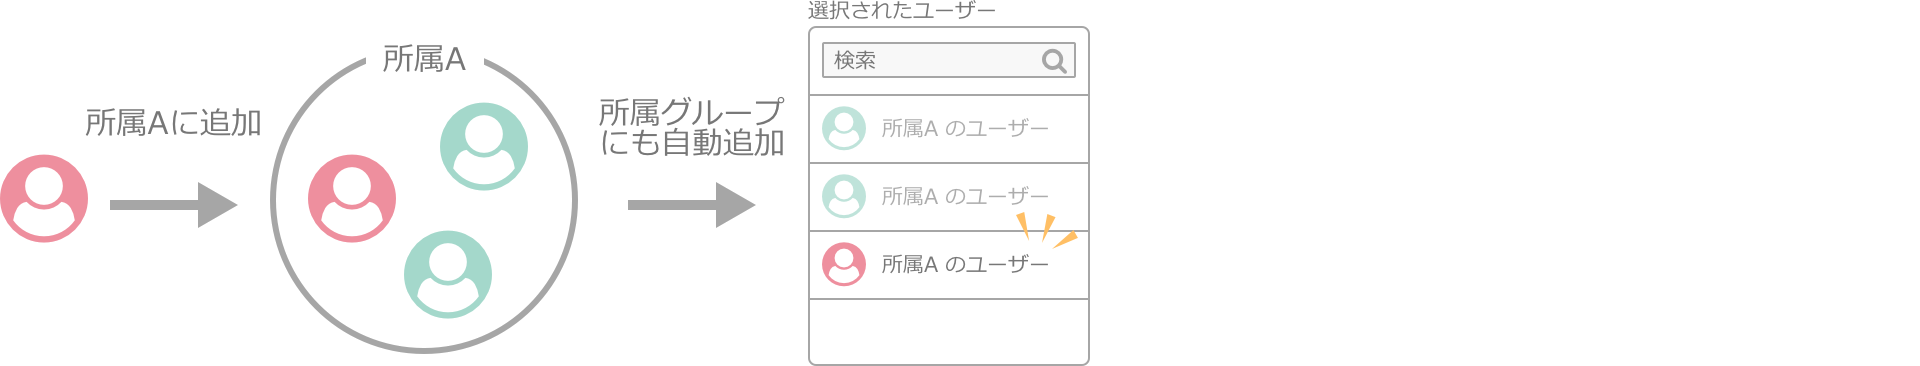 所属Aに追加
所属A
所属グループ
にも自動追加
選択されたユーザー
検索
所属A のユーザー
所属A のユーザー
所属A のユーザー